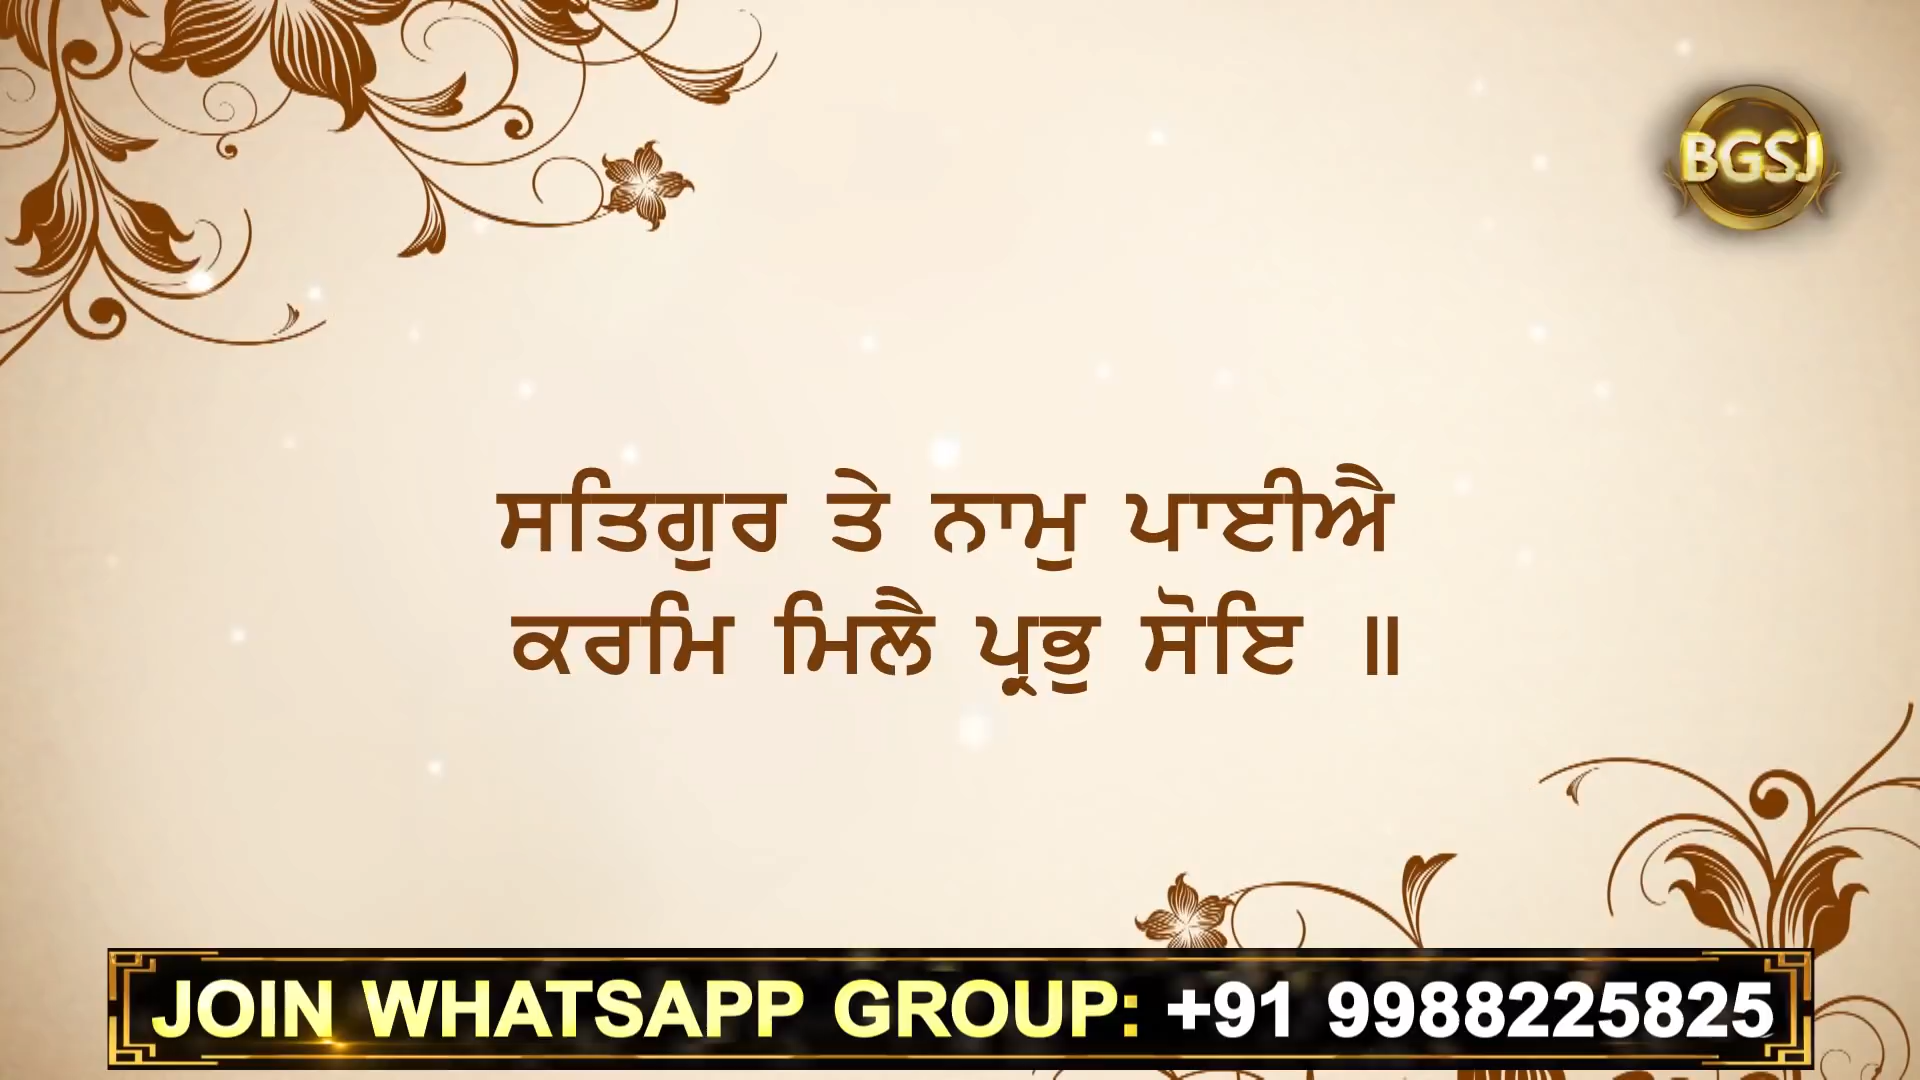 BGSJ
ਸਤਿਗੁਰ ਤੇ ਨਾਮੁ ਪਾਈਐ
ਕਰਮਿ ਮਿਲੈ ਪ੍ਰਭੁ ਸੋਇ ॥
JOIN WHATSAPP GROUP: +91 9988225825